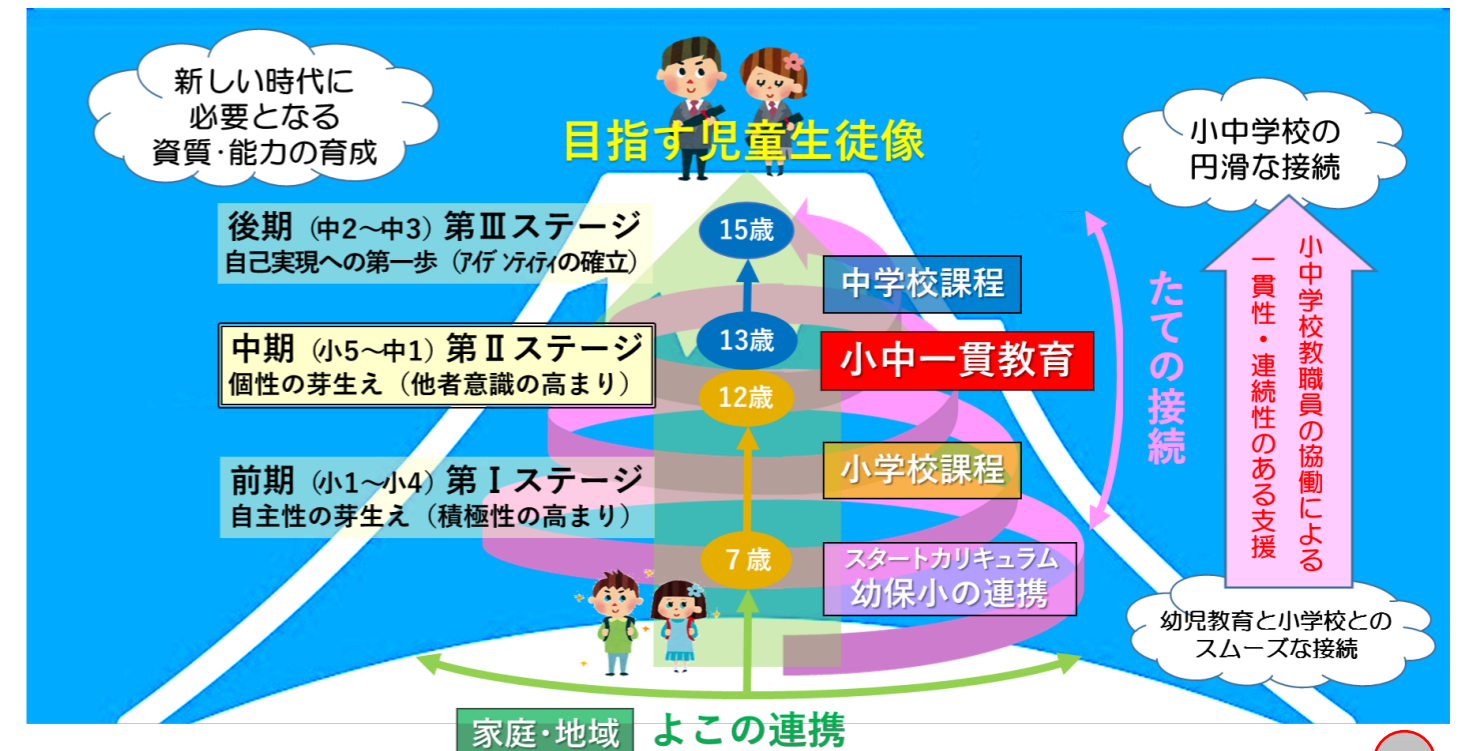 新しい時代に
必要となる
資質・能力の育成
目指す児童生徒像
小中学校の
円滑な接続
後期（中2～中3）第Ⅲステージ
自己実現への第一歩（ｱｲﾃﾞﾝﾃｨﾃｨの確立）
15歳
中学校課程
中期（小5～中1）第Ⅱステージ
個性の芽生え（他者意識の高まり）
13歳
小中一貫教育
12歳
前期（小1～小4）第Ⅰステージ
自主性の芽生え（積極性の高まり）
小学校課程
7歳
スタートカリキュラム
幼保小の連携
たての接続
小中学校教職員の協働による
一貫性・連続性のある支援
幼児教育と小学校との
スムーズな接続
家庭・地域
よこの連携